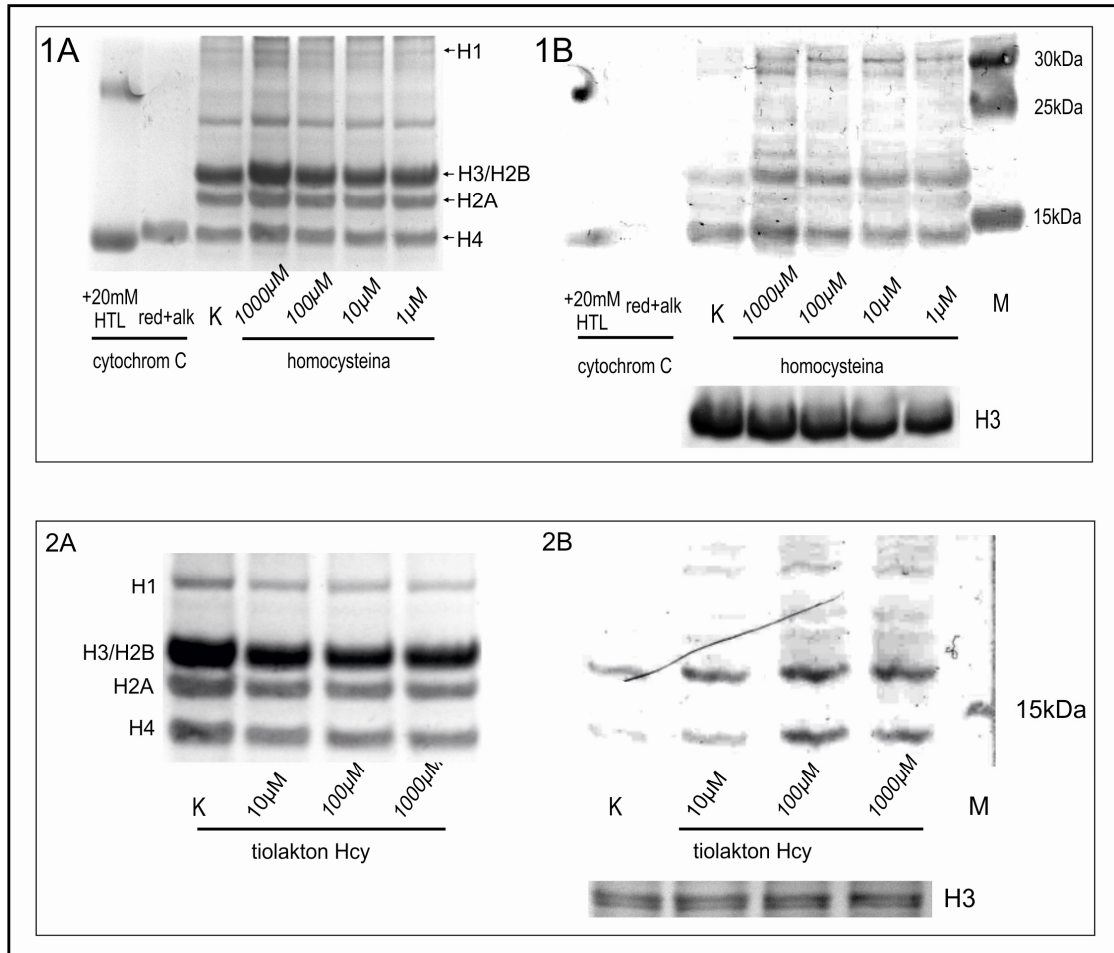 1A
H1
H3/H2B
H2A
H4
+20mM
HTL
red+alk
K
1000µM
100µM
10µM
1µM
cytochrom C
homocysteina
1B
30kDa
25kDa
15kDa
+20mM
HTL
red+alk
K
1000µM
100µM
10µM
1µM
M
cytochrom C
homocysteina
H3
2A
H1
H3/H2B
H2A
H4
K
10µM
100µM
1000µM
tiolakton Hcy
2B
15kDa
K
10µM
100µM
1000µM
M
tiolakton Hcy
H3